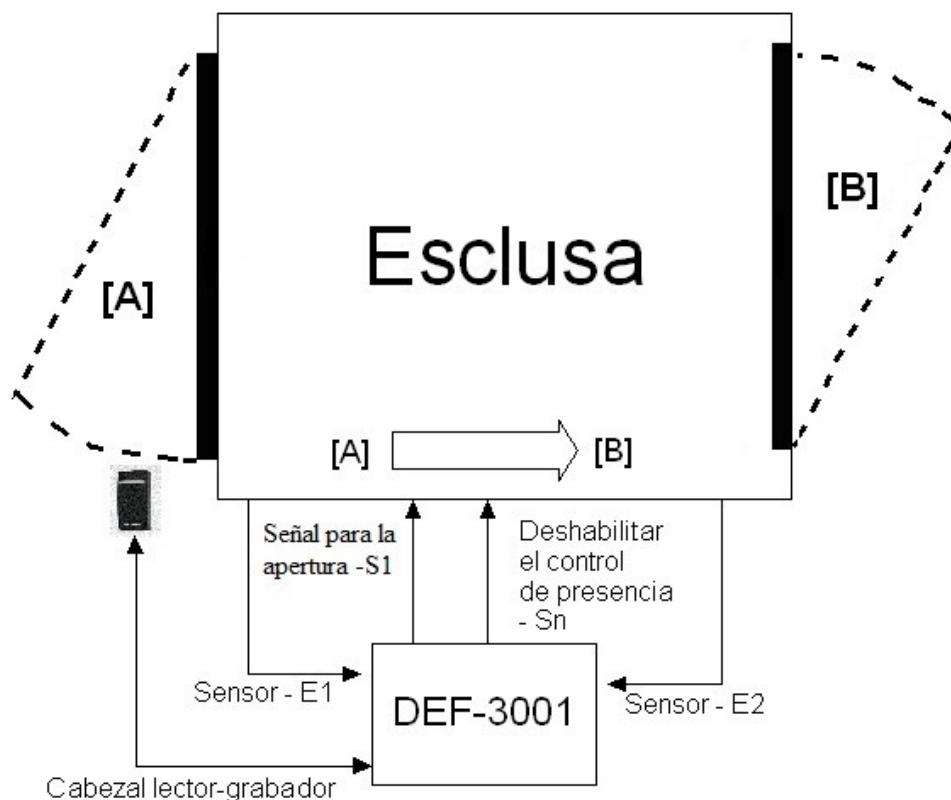 [B]
Esclusa
[A]
[A]
[B]
Señal para la
apertura -S1
Deshabilitar
el control
de presencia
- Sn
Sensor - E1
DEF-3001
Sensor - E2
Cabezal lector-grabador